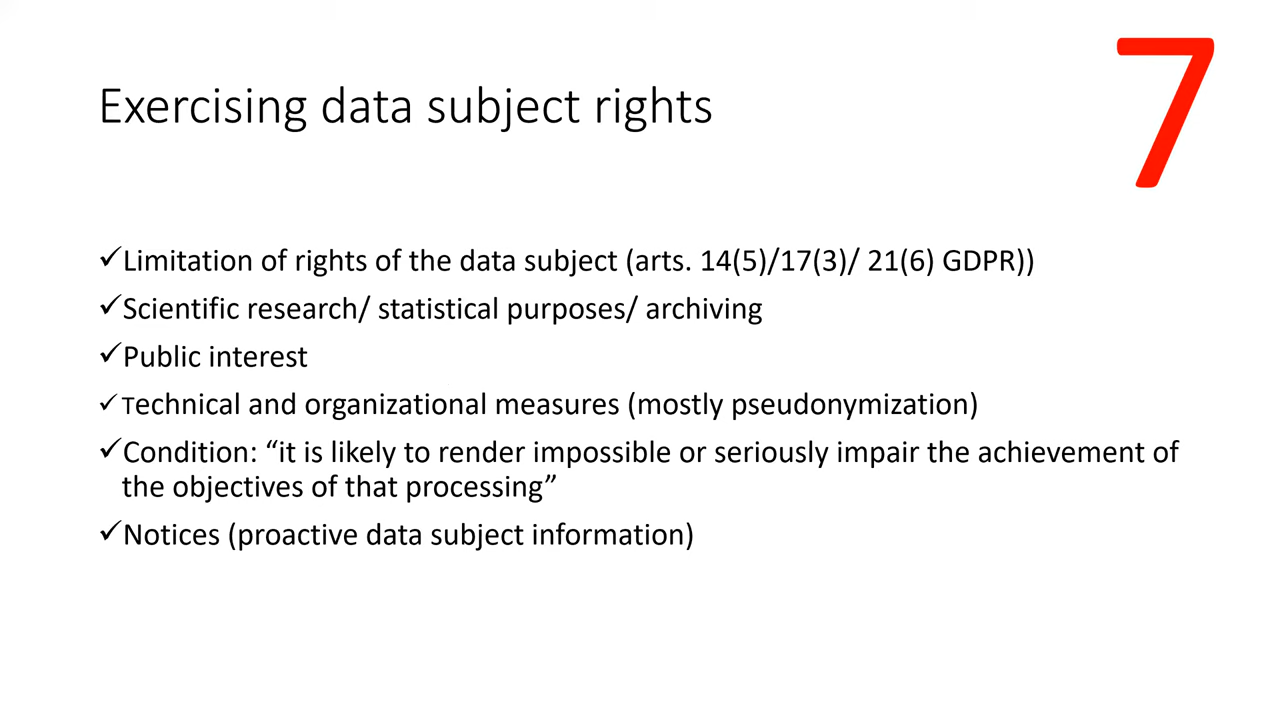 7
Exercising data subject rights
✓Limitation of rights of the data subject (arts. 14(5)/17(3)/ 21(6) GDPR))
✓Scientific research/ statistical purposes/ archiving
✓Public interest
✓Technical and organizational measures (mostly pseudonymization)
✓Condition: “it is likely to render impossible or seriously impair the achievement of
the objectives of that processing”
✓Notices (proactive data subject information)